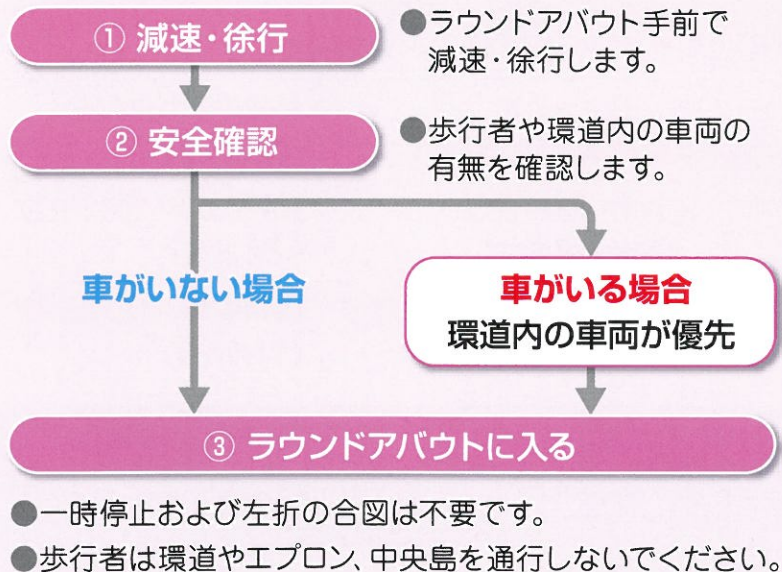 ① 減速・徐行
●ラウンドアバウト手前で
減速・徐行します。
② 安全確認
●歩行者や環道内の車両の
有無を確認します。
車がいない場合
車がいる場合
環道内の車両が優先
③ ラウンドアバウトに入る
●一時停止および左折の合図は不要です。
●歩行者は環道やエプロン、中央島を通行しないでください。